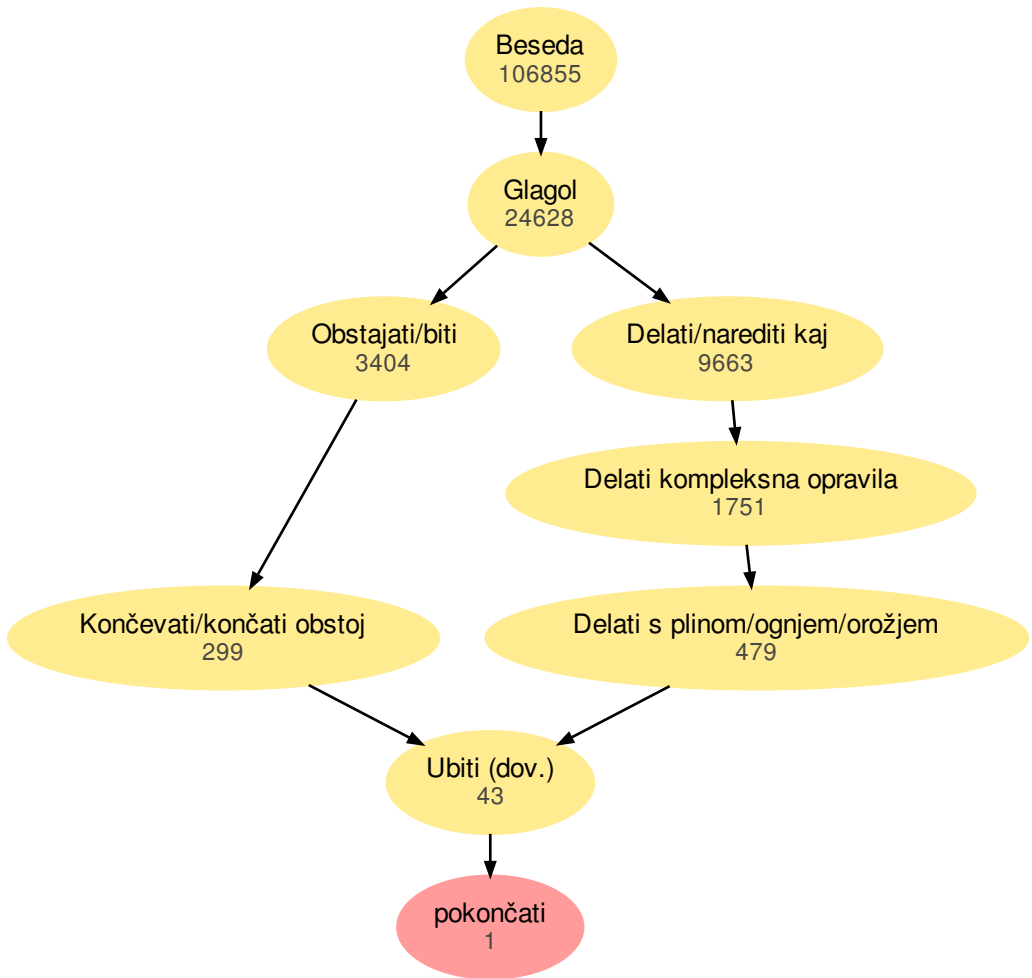 Beseda
106855
Glagol
24628
Obstajati/biti
3404
Delati/narediti kaj
9663
Delati kompleksna opravila
1751
Končevati/končati obstoj
299
Delati s plinom/ognjem/orožjem
479
Ubiti (dov.)
43
pokončati
1